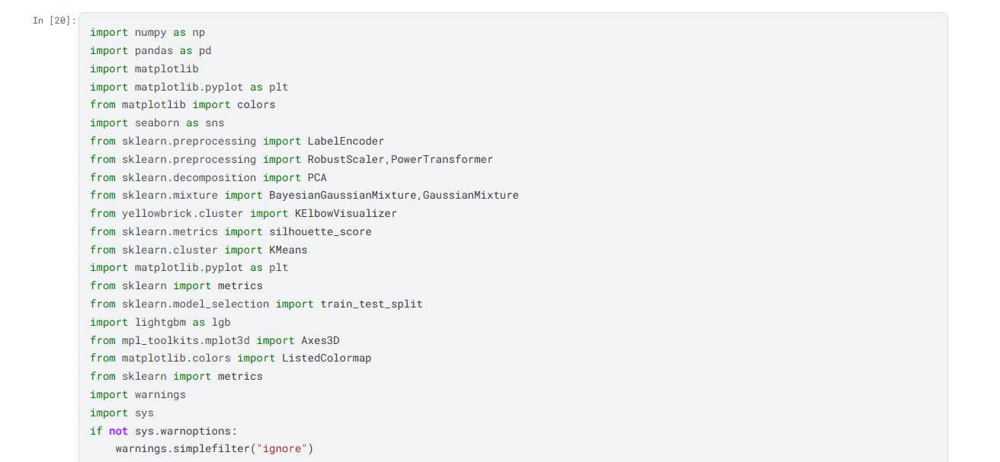 In [20]:
import numpy as np
import pandas as pd
import matplotlib
import matplotlib.pyplot as plt
from matplotlib import colors
import seaborn as sns
from sklearn.preprocessing import LabelEncoder
from sklearn.preprocessing import RobustScaler,PowerTransformer
from sklearn.decomposition import PCA
from sklearn.mixture import BayesianGaussianMixture,GaussianMixture
from yellowbrick.cluster import KElbowVisualizer
from sklearn.metrics import silhouette_score
from sklearn.cluster import KMeans
import matplotlib.pyplot as plt
from sklearn import metrics
from sklearn.model_selection import train_test_split
import lightgbm as lgb
from mpl_toolkits.mplot3d import Axes3D
from matplotlib.colors import ListedColormap
from sklearn import metrics
import warnings
import sys
if not sys.warnoptions:
    warnings.simplefilter("ignore")